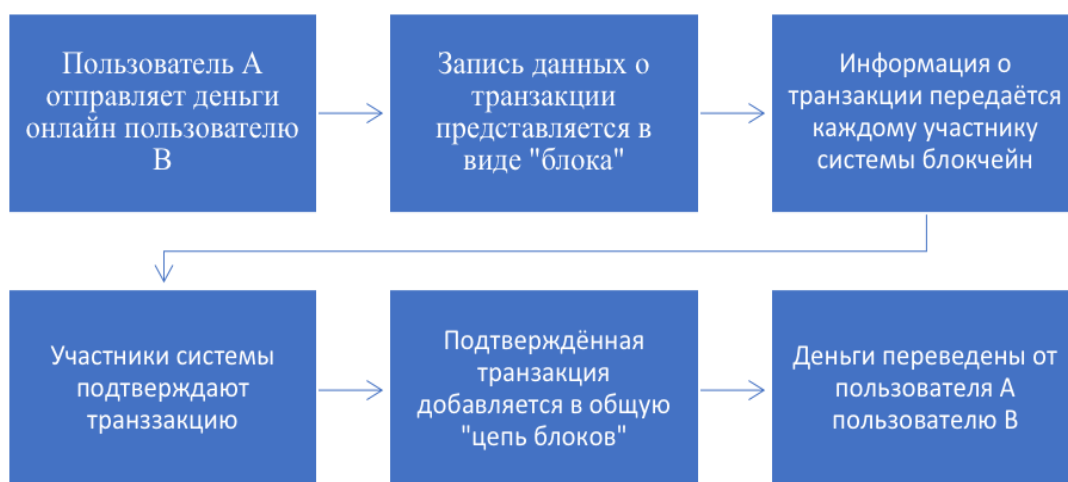 Пользователь А
отправляет деньги
онлайн пользователю
В
Запись данных о
транзакции
представляется в
виде "блока"
Информация о
транзакции передаётся
каждому участнику
системы блокчейн
Участники системы
подтверждают
транззакцию
Подтверждённая
транзакция
добавляется в общую
"цепь блоков"
Деньги переведены от
пользователя А
пользователю В